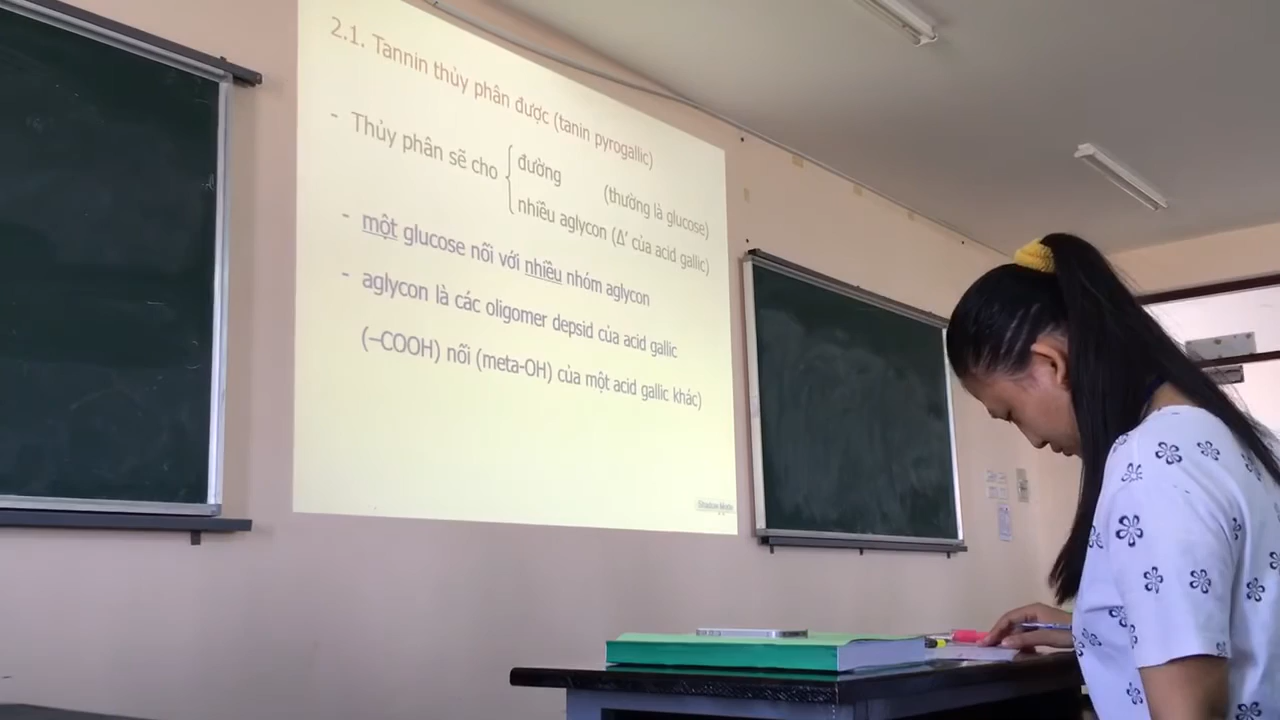 2.1. Tannin thủy phân được (tanin pyrogallic)
- Thủy phân sẽ cho { đường (thường là glucose)
nhiều aglycon (Δ’ của acid gallic)
- một glucose nối với nhiều nhóm aglycon
- aglycon là các oligomer depsid của acid gallic
(–COOH) nối (meta-OH) của một acid gallic khác)
Shadow Mode